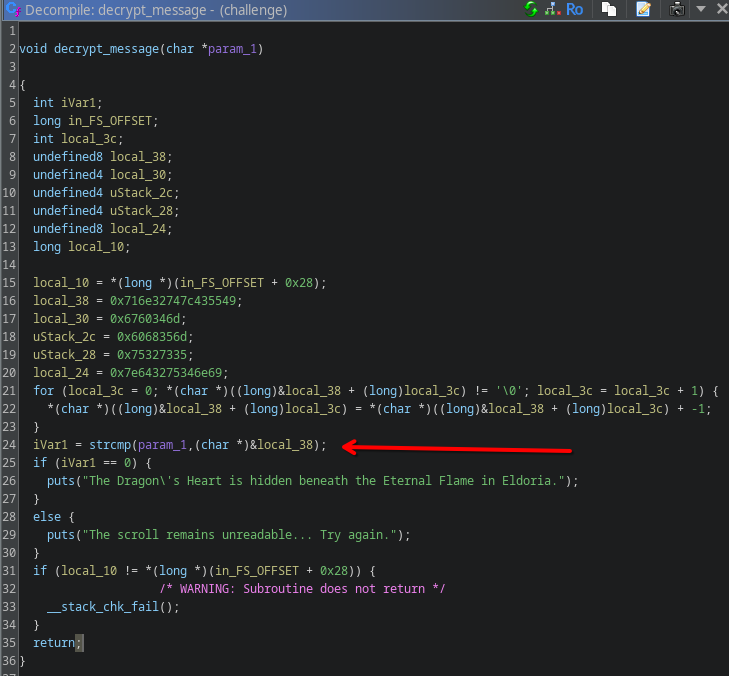 Decompile: decrypt_message - (challenge)
Ro
1
2 void decrypt_message(char *param_1)
3
4 {
5 int iVar1;
6 long in_FS_OFFSET;
7 int local_3c;
8 undefined8 local_38;
9 undefined4 local_30;
10 undefined4 uStack_2c;
11 undefined4 uStack_28;
12 undefined8 local_24;
13 long local_10;
14
15 local_10 = *(long *)(in_FS_OFFSET + 0x28);
16 local_38 = 0x716e32747c435549;
17 local_30 = 0x6760346d;
18 uStack_2c = 0x6068356d;
19 uStack_28 = 0x75327335;
20 local_24 = 0x7e643275346e69;
21 for (local_3c = 0; *(char *)((long)&local_38 + (long)local_3c) != '\0'; local_3c = local_3c + 1) {
22 *(char *)((long)&local_38 + (long)local_3c) = *(char *)((long)&local_38 + (long)local_3c) + -1;
23 }
24 iVar1 = strcmp(param_1,(char *)&local_38);
25 if (iVar1 == 0) {
26 puts("The Dragon\'s Heart is hidden beneath the Eternal Flame in Eldoria.");
27 }
28 else {
29 puts("The scroll remains unreadable... Try again.");
30 }
31 if (local_10 != *(long *)(in_FS_OFFSET + 0x28)) {
32 /* WARNING: Subroutine does not return */
33 __stack_chk_fail();
34 }
35 return;
36 }